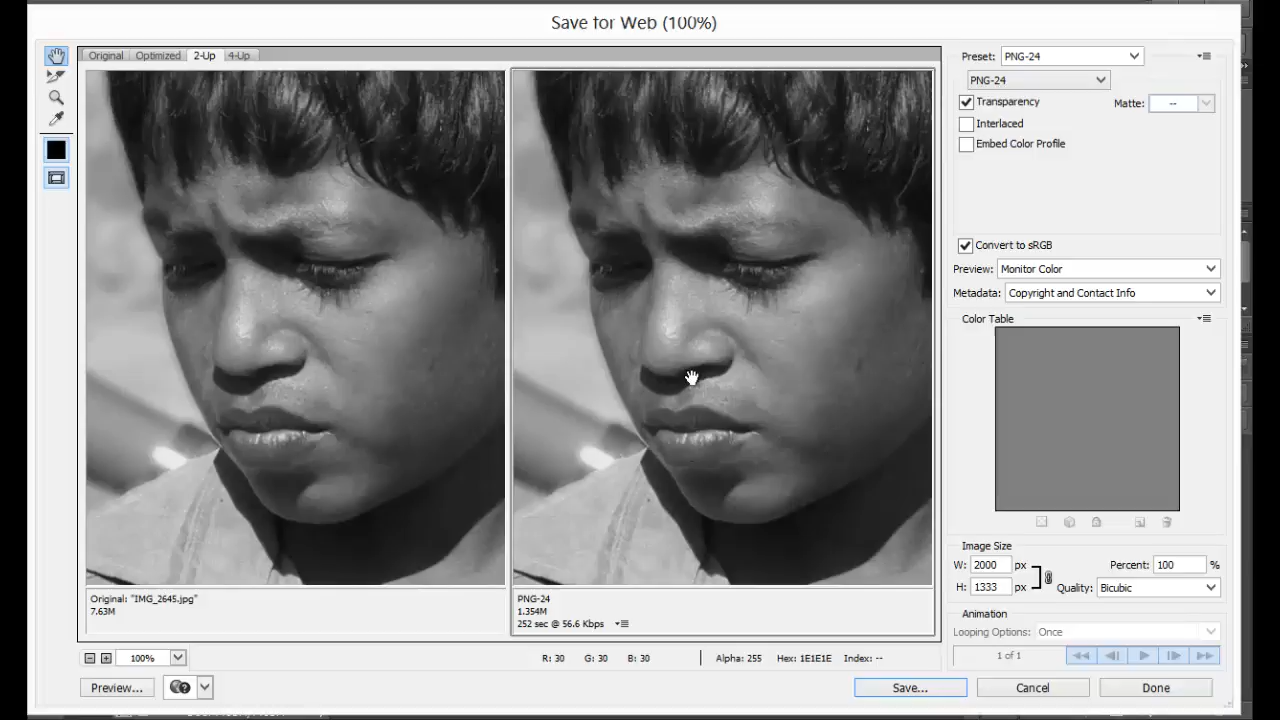 Save for Web (100%)
Original Optimized 2-Up 4-Up
Preset: PNG-24
PNG-24
Transparency Matte: --
Interlaced
Embed Color Profile
Convert to sRGB
Preview: Monitor Color
Metadata: Copyright and Contact Info
Color Table
Image Size
W: 2000 px Percent: 100 %
H: 1333 px Quality: Bicubic
Animation
Looping Options: Once
1 of 1
Original: "IMG_2645.jpg"
7.63M
PNG-24
1.354M
252 sec @ 56.6 Kbps
100% R: 30 G: 30 B: 30 Alpha: 255 Hex: 1E1E1E Index: --
Preview... Save... Cancel Done